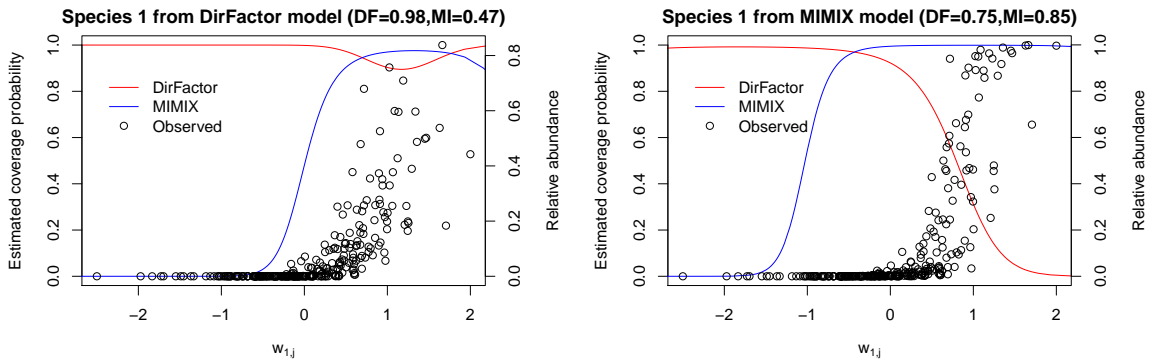 Species 1 from DirFactor model (DF=0.98,MI=0.47)
Estimated coverage probability
0.0 0.2 0.4 0.6 0.8 1.0
DirFactor
MIMIX
Observed
0.0 0.2 0.4 0.6 0.8
Relative abundance
−2 −1 0 1 2
w1,j
Species 1 from MIMIX model (DF=0.75,MI=0.85)
Estimated coverage probability
0.0 0.2 0.4 0.6 0.8 1.0
DirFactor
MIMIX
Observed
0.0 0.2 0.4 0.6 0.8 1.0
Relative abundance
−2 −1 0 1 2
w1,j